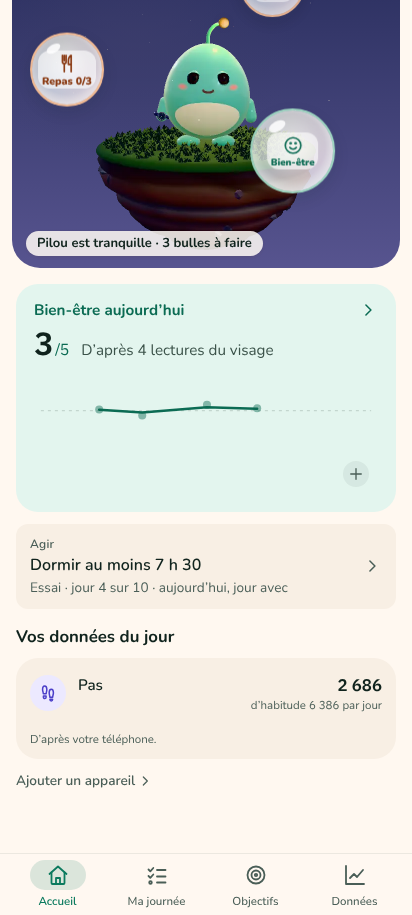 Repas 0/3
Bien-être
Pilou est tranquille · 3 bulles à faire
Bien-être aujourd’hui
3/5 D’après 4 lectures du visage
Agir
Dormir au moins 7 h 30
Essai · jour 4 sur 10 · aujourd’hui, jour avec
Vos données du jour
Pas
2 686
d’habitude 6 386 par jour
D’après votre téléphone.
Ajouter un appareil
Accueil
Ma journée
Objectifs
Données